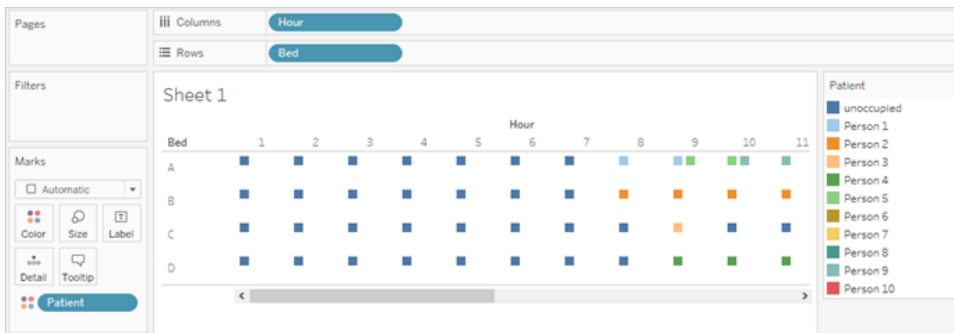 Pages
Columns
Hour
Rows
Bed
Filters
Sheet 1
Hour
Bed 1 2 3 4 5 6 7 8 9 10 11
A
B
C
D
Marks
Automatic
Color Size Label
Detail Tooltip
Patient
Patient
unoccupied
Person 1
Person 2
Person 3
Person 4
Person 5
Person 6
Person 7
Person 8
Person 9
Person 10